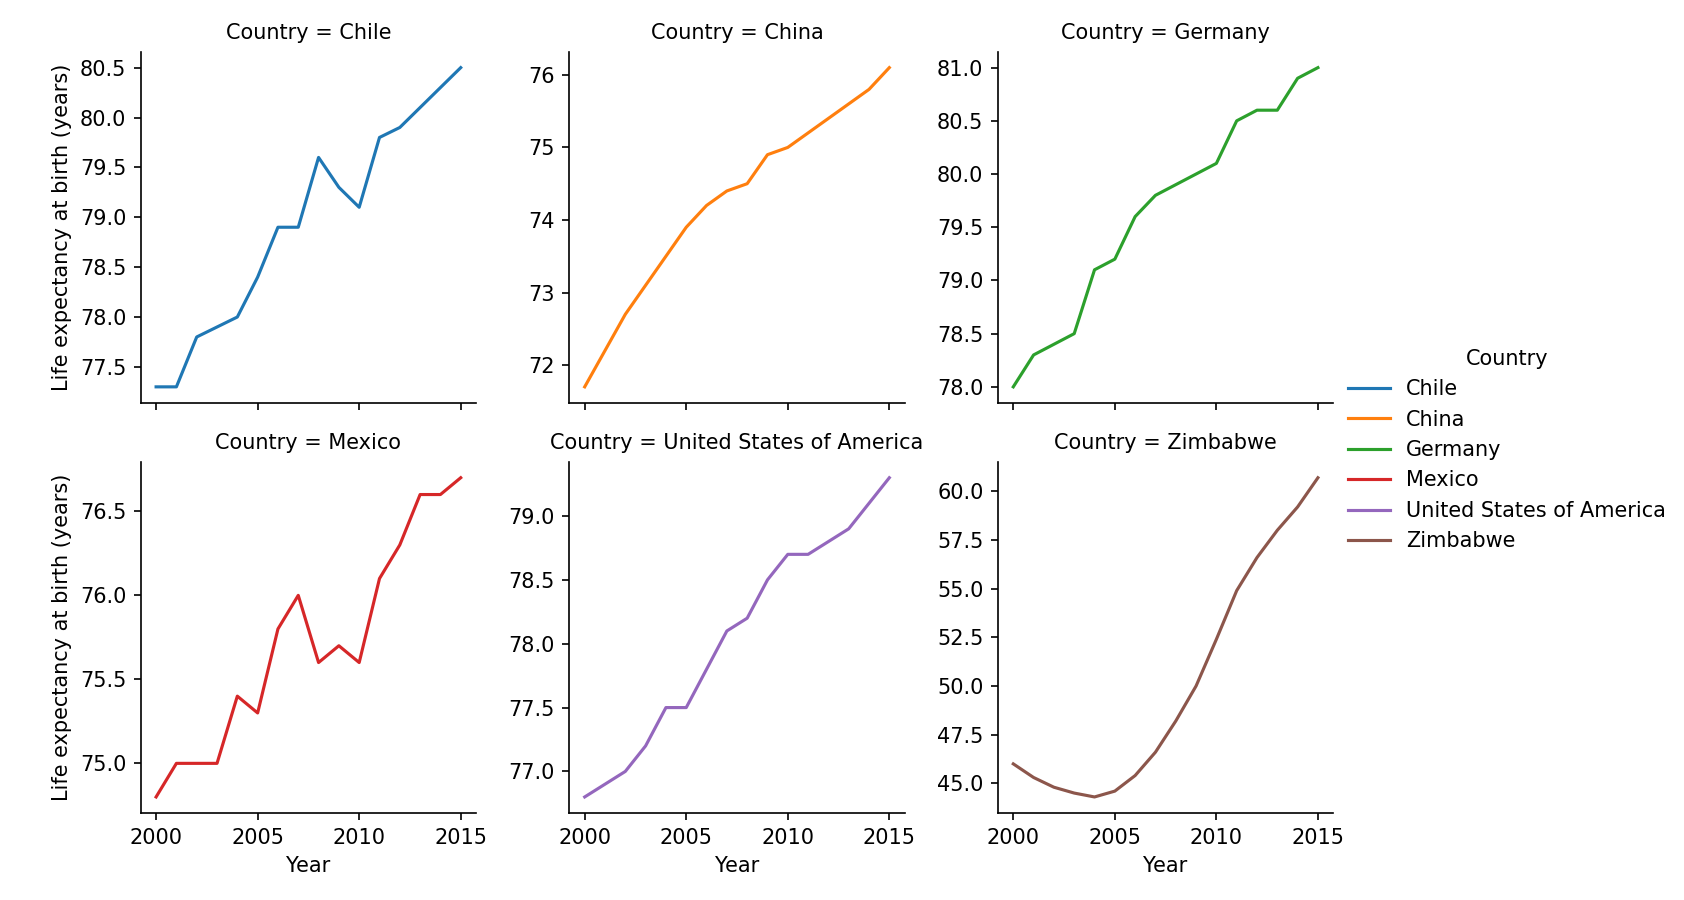 Country = Chile
Country = China
Country = Germany
Life expectancy at birth (years)
80.5
80.0
79.5
79.0
78.5
78.0
77.5
76
75
74
73
72
81.0
80.5
80.0
79.5
79.0
78.5
78.0
Country = Mexico
Country = United States of America
Country = Zimbabwe
Life expectancy at birth (years)
76.5
76.0
75.5
75.0
2000 2005 2010 2015
Year
79.0
78.5
78.0
77.5
77.0
2000 2005 2010 2015
Year
60.0
57.5
55.0
52.5
50.0
47.5
45.0
2000 2005 2010 2015
Year
Country
Chile
China
Germany
Mexico
United States of America
Zimbabwe